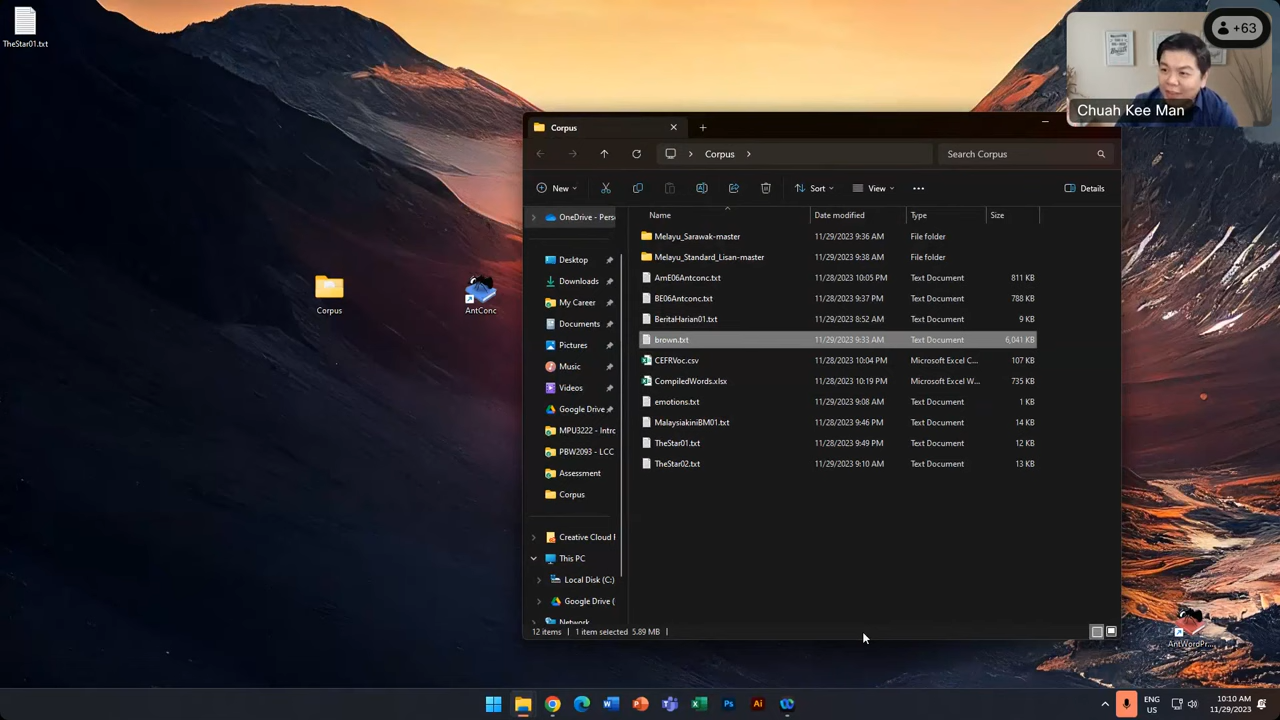 TheStar01.txt
+63
Chuah Kee Man
Corpus
Corpus
Search Corpus
New
Sort
View
Details
Name
Date modified
Type
Size
OneDrive - Pers
Desktop
Downloads
My Career
Documents
Pictures
Music
Videos
Google Drive
MPU3222 - Intro
PBW2093 - LCC
Assessment
Corpus
Creative Cloud F
This PC
Local Disk (C:)
Google Drive (
Network
Melayu_Sarawak-master 11/29/2023 9:36 AM File folder
Melayu_Standard_Lisan-master 11/29/2023 9:38 AM File folder
AmE06Antconc.txt 11/28/2023 10:05 PM Text Document 811 KB
BE06Antconc.txt 11/28/2023 9:37 PM Text Document 788 KB
BeritaHarian01.txt 11/29/2023 8:52 AM Text Document 9 KB
brown.txt 11/29/2023 9:33 AM Text Document 6,041 KB
CEFRVoc.csv 11/28/2023 10:04 PM Microsoft Excel C... 107 KB
CompiledWords.xlsx 11/28/2023 10:19 PM Microsoft Excel W... 735 KB
emotions.txt 11/29/2023 9:08 AM Text Document 1 KB
MalaysiakiniBM01.txt 11/28/2023 9:46 PM Text Document 14 KB
TheStar01.txt 11/28/2023 9:49 PM Text Document 12 KB
TheStar02.txt 11/29/2023 9:10 AM Text Document 13 KB
12 items
1 item selected 5.89 MB
Corpus
AntConc
AntWordPr...
ENG
US
10:10 AM
11/29/2023